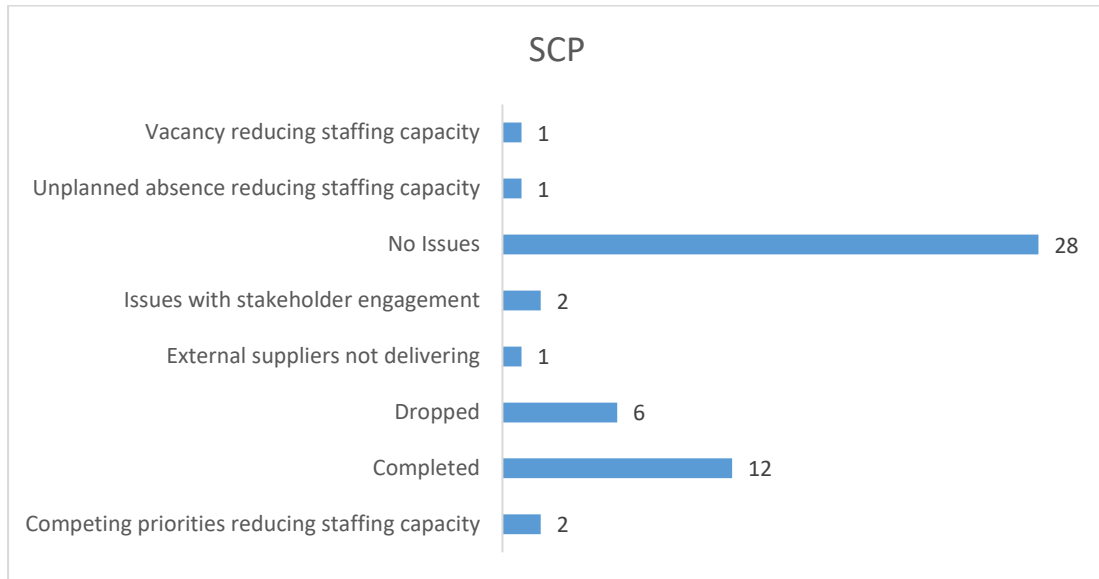 SCP
Vacancy reducing staffing capacity 1
Unplanned absence reducing staffing capacity 1
No Issues 28
Issues with stakeholder engagement 2
External suppliers not delivering 1
Dropped 6
Completed 12
Competing priorities reducing staffing capacity 2